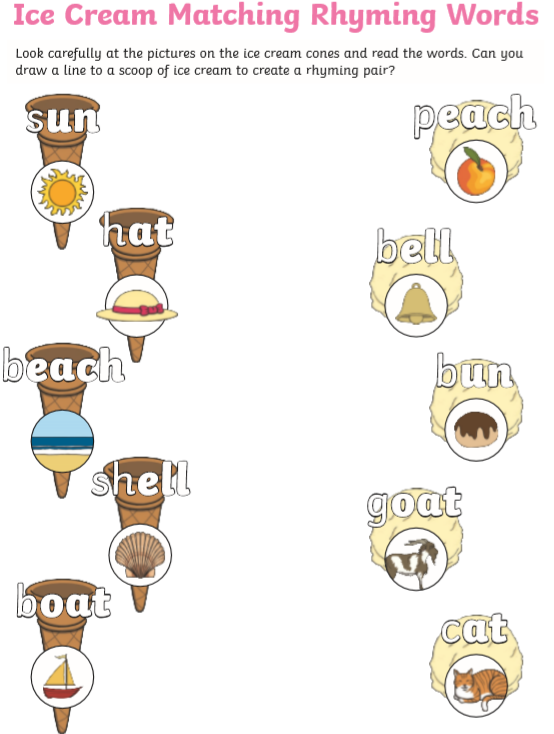 Ice Cream Matching Rhyming Words
Look carefully at the pictures on the ice cream cones and read the words. Can you
draw a line to a scoop of ice cream to create a rhyming pair?
sun
peach
hat
bell
beach
bun
shell
goat
boat
cat